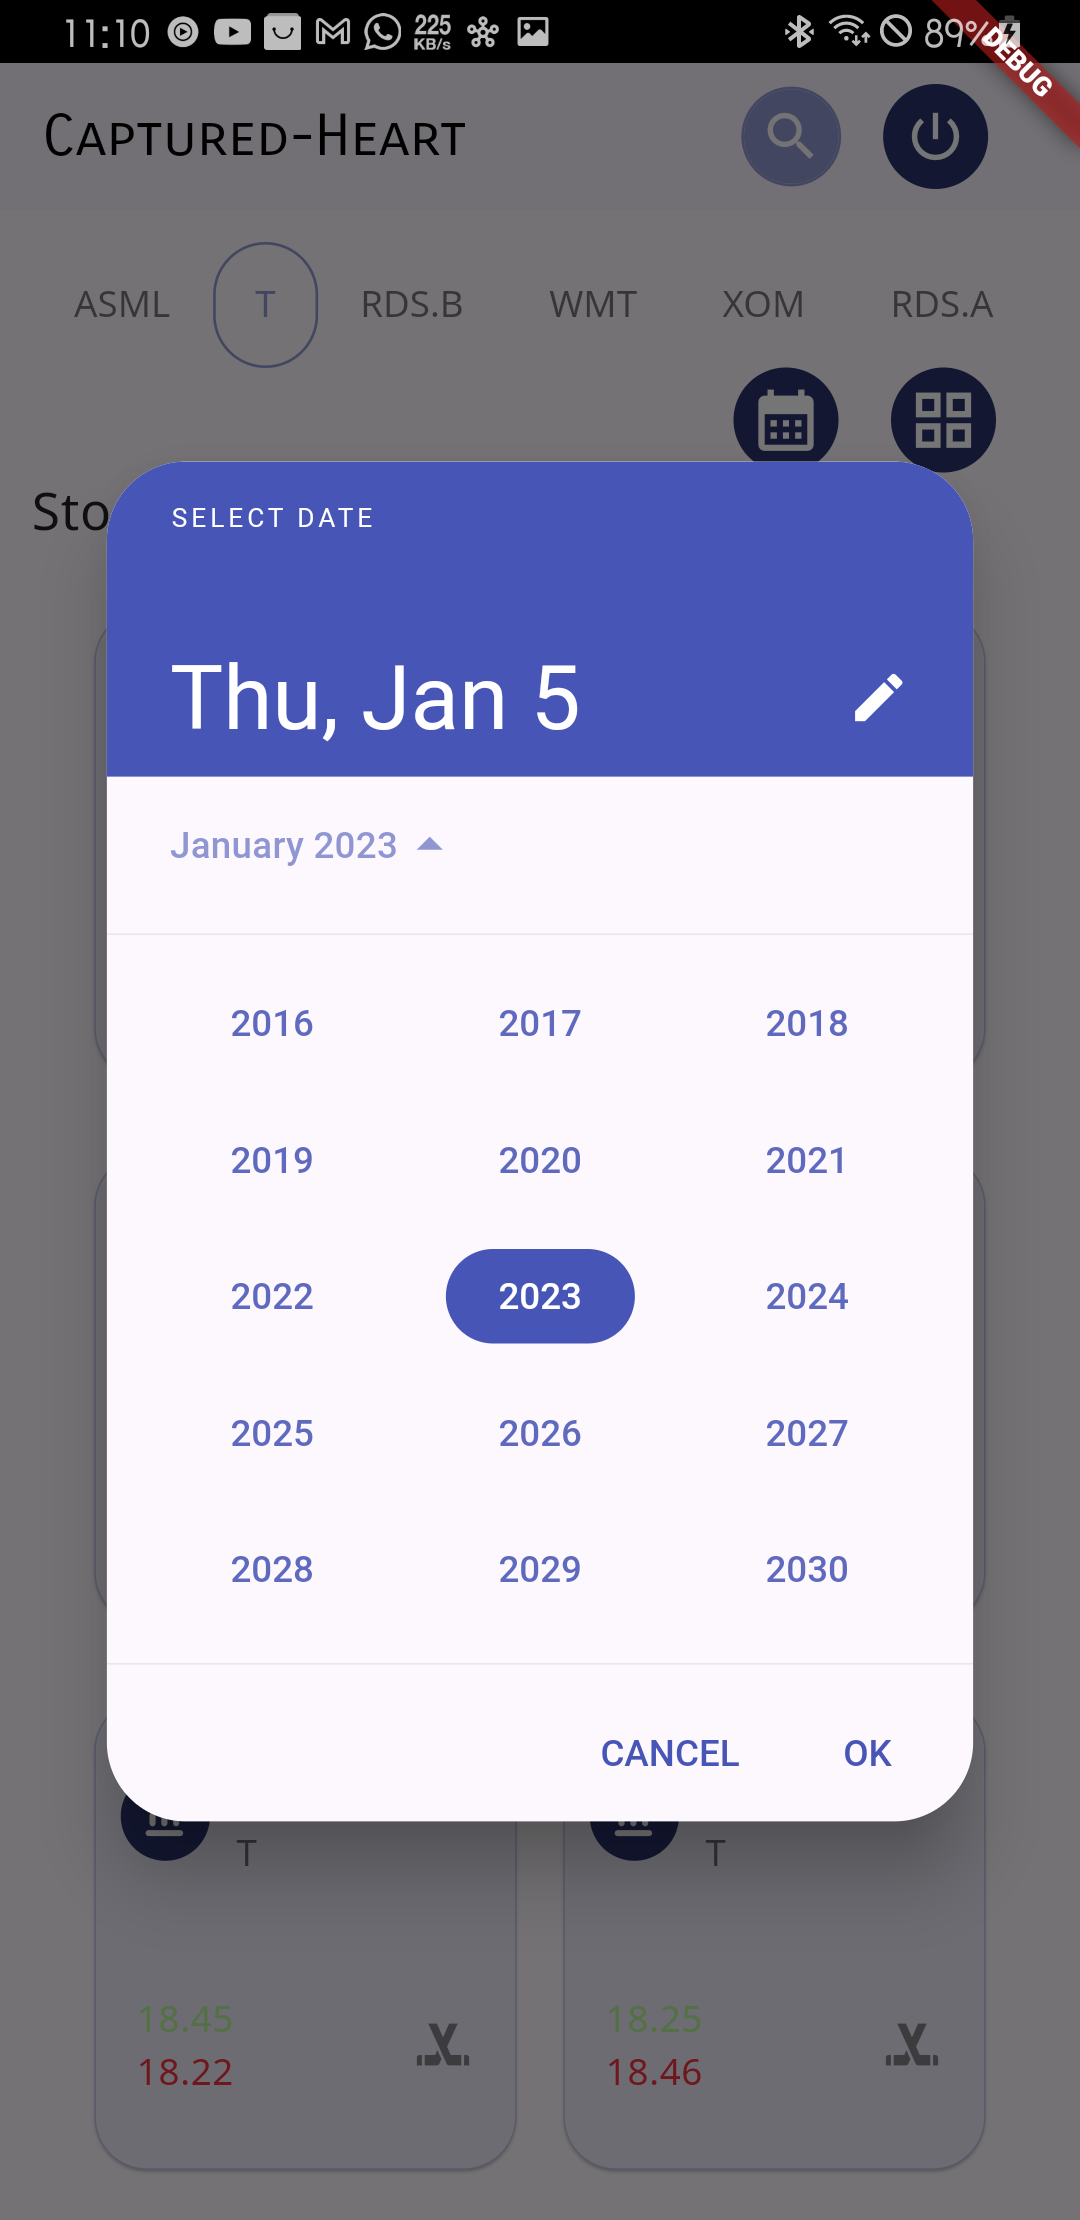 11:10 225 KB/s 89%
DEBUG
Captured-Heart
ASML T RDS.B WMT XOM RDS.A
Sto
SELECT DATE
Thu, Jan 5
January 2023
2016 2017 2018
2019 2020 2021
2022 2023 2024
2025 2026 2027
2028 2029 2030
CANCEL OK
T T
18.45 18.25
18.22 18.46